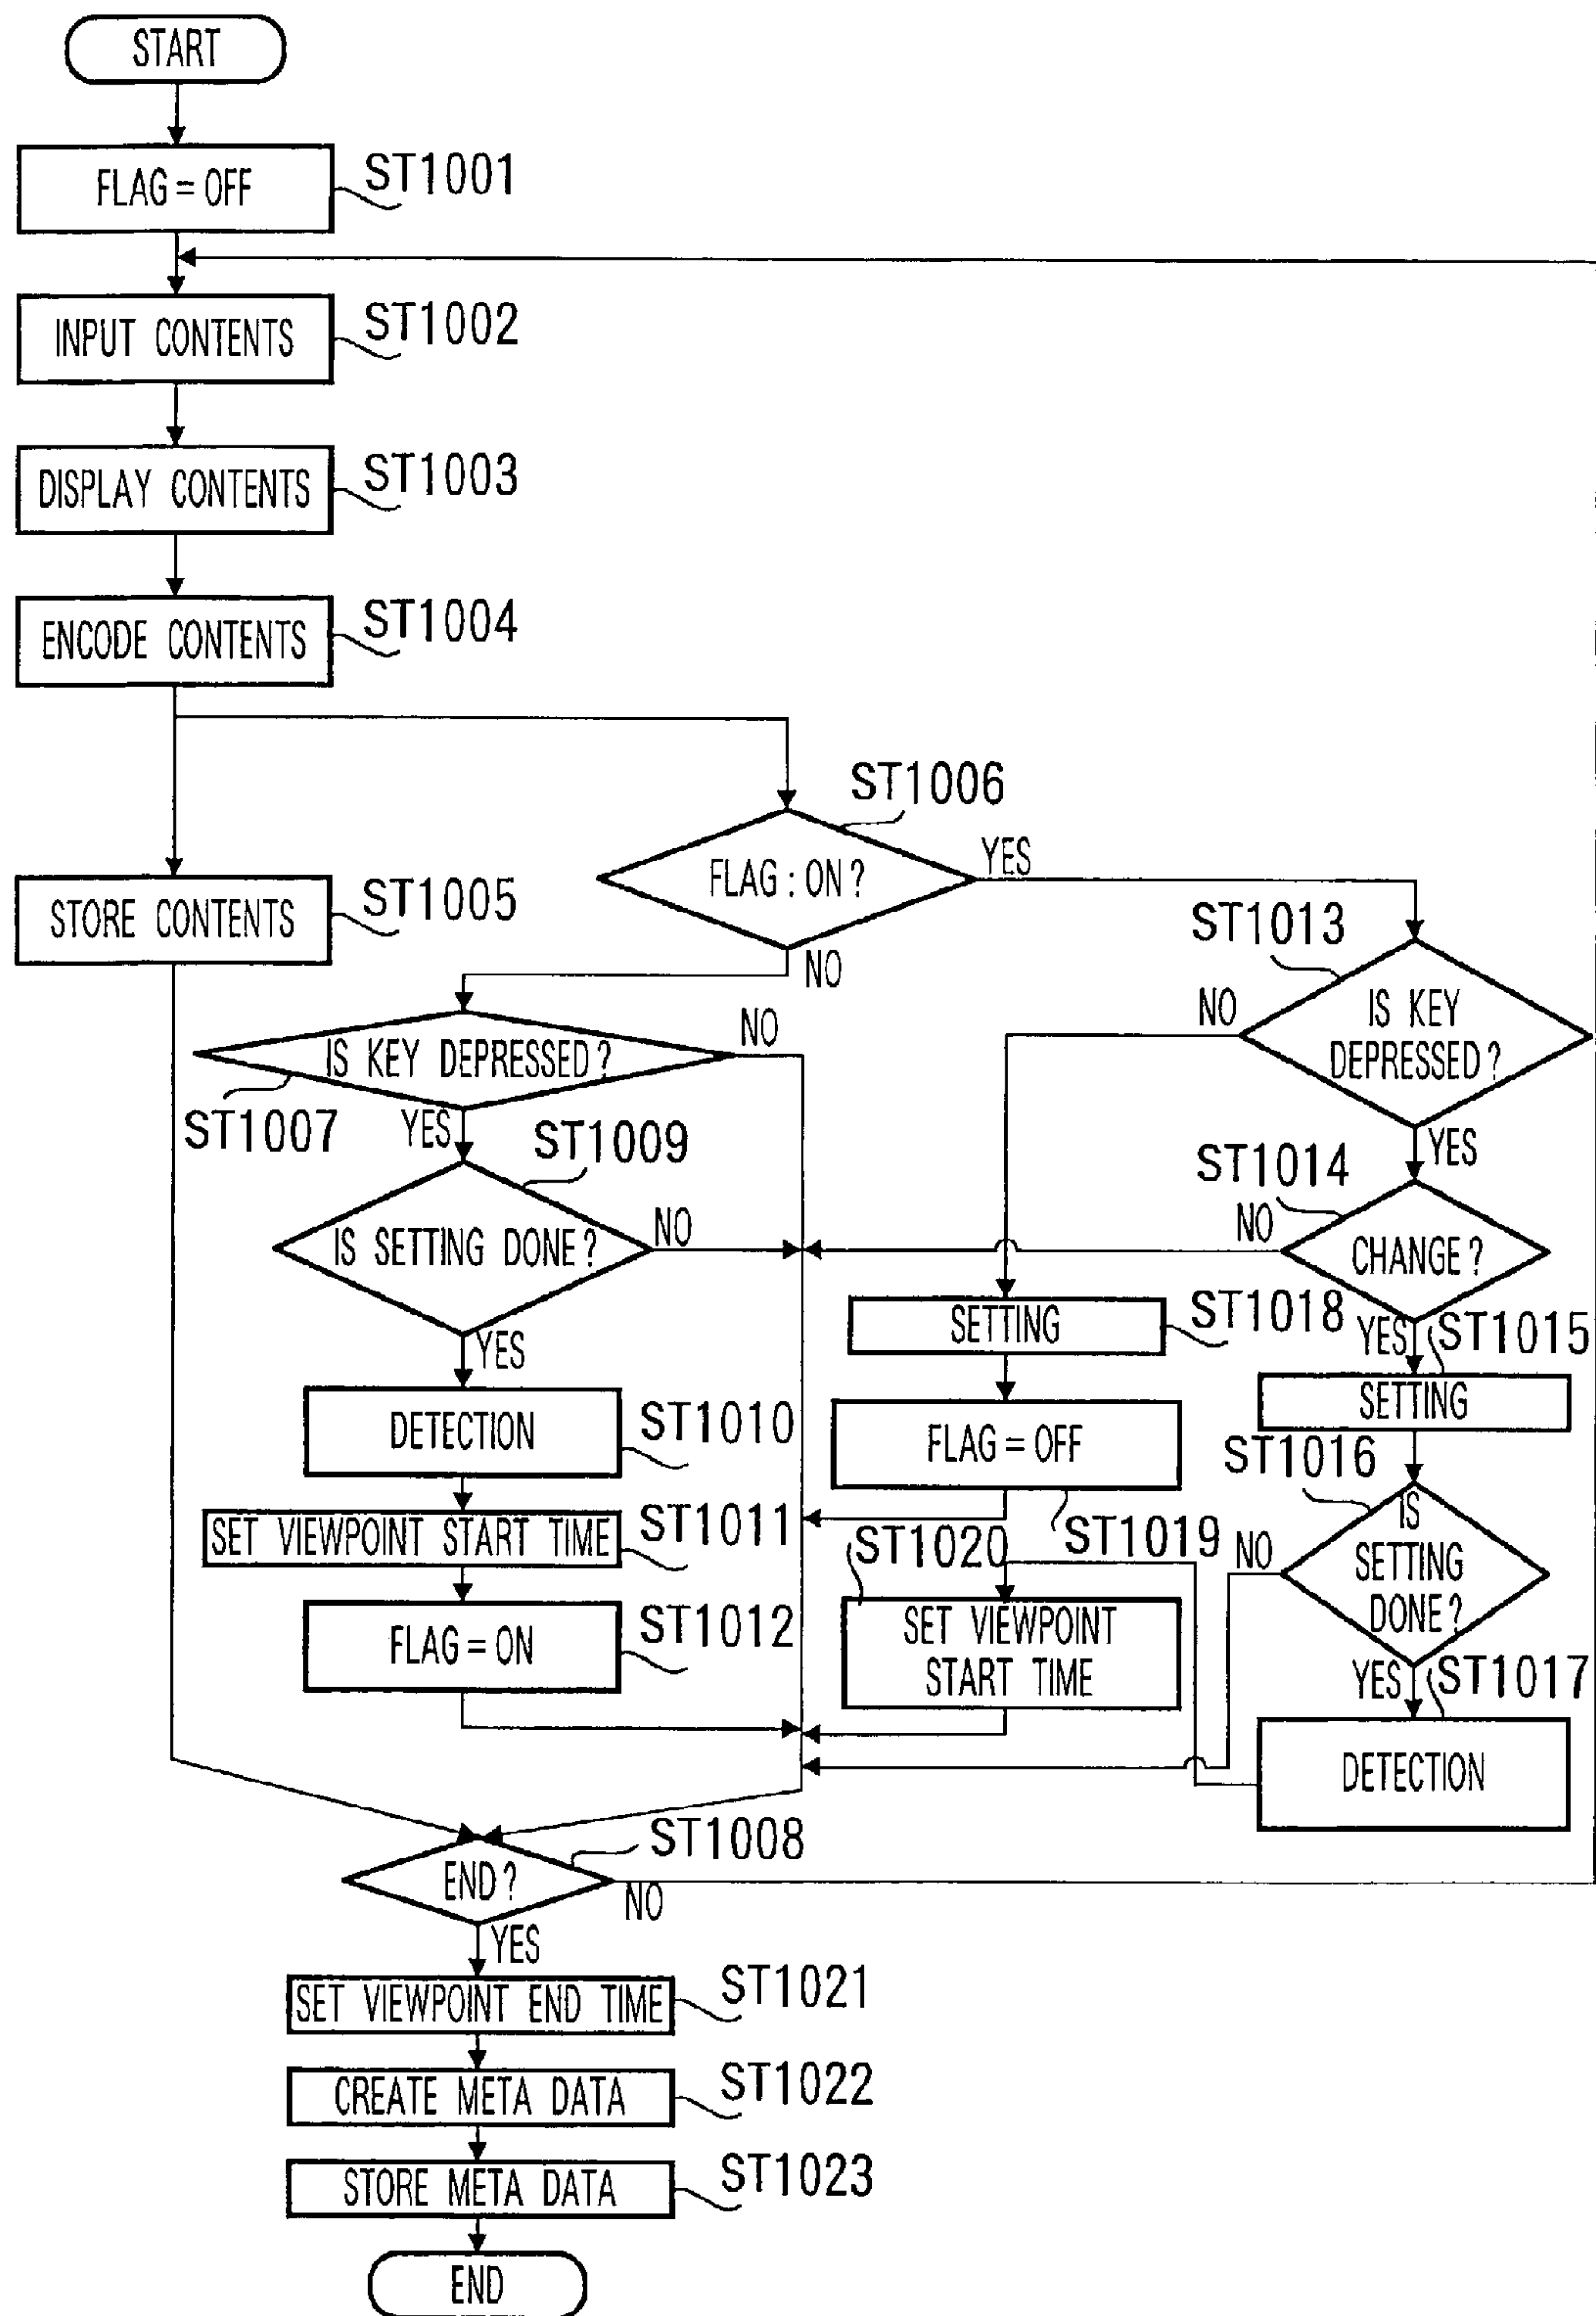 START
FLAG = OFF
ST1001
INPUT CONTENTS
ST1002
DISPLAY CONTENTS
ST1003
ENCODE CONTENTS
ST1004
ST1006
FLAG : ON ?
YES
NO
STORE CONTENTS
ST1005
ST1013
IS KEY
DEPRESSED ?
NO
YES
IS KEY DEPRESSED ?
NO
ST1007
YES
ST1009
IS SETTING DONE ?
NO
YES
ST1014
NO
CHANGE ?
YES
ST1015
SETTING
ST1018
SETTING
DETECTION
ST1010
FLAG = OFF
ST1019
ST1016
IS
SETTING
DONE ?
NO
YES
ST1017
DETECTION
SET VIEWPOINT START TIME
ST1011
ST1020
SET VIEWPOINT
START TIME
FLAG = ON
ST1012
ST1008
END ?
NO
YES
SET VIEWPOINT END TIME
ST1021
CREATE META DATA
ST1022
STORE META DATA
ST1023
END